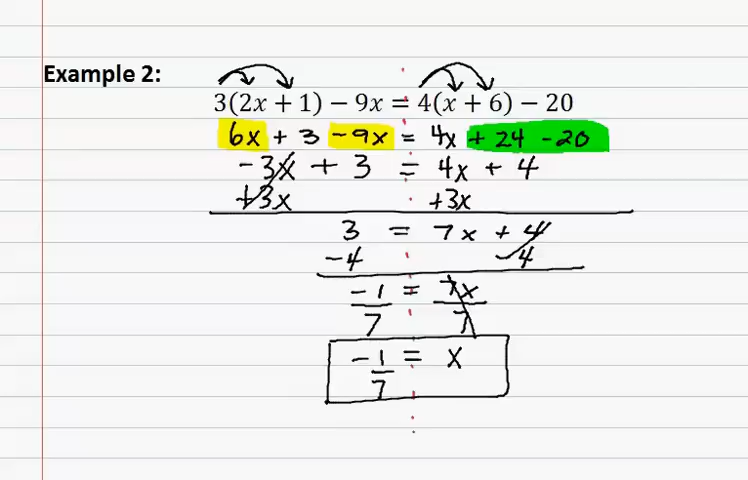 Example 2: 3(2x + 1) − 9x = 4(x + 6) − 20
6x + 3 −9x = 4x + 24 −20
−3x + 3 = 4x + 4
+3x +3x
3 = 7x + 4
−4 −4
−1/7 = 7x/7
−1/7 = x